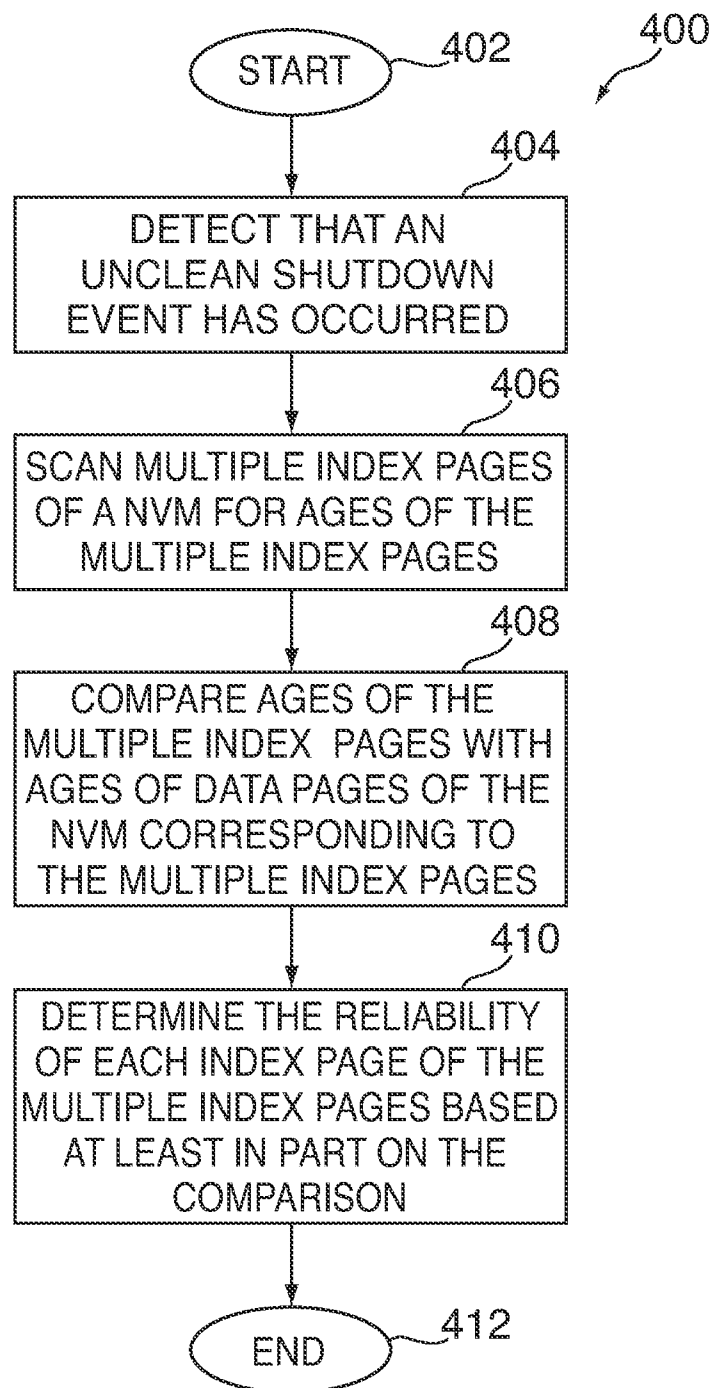 400
402
START
404
DETECT THAT AN
UNCLEAN SHUTDOWN
EVENT HAS OCCURRED
406
SCAN MULTIPLE INDEX PAGES
OF A NVM FOR AGES OF THE
MULTIPLE INDEX PAGES
408
COMPARE AGES OF THE
MULTIPLE INDEX PAGES WITH
AGES OF DATA PAGES OF THE
NVM CORRESPONDING TO
THE MULTIPLE INDEX PAGES
410
DETERMINE THE RELIABILITY
OF EACH INDEX PAGE OF THE
MULTIPLE INDEX PAGES BASED
AT LEAST IN PART ON THE
COMPARISON
412
END